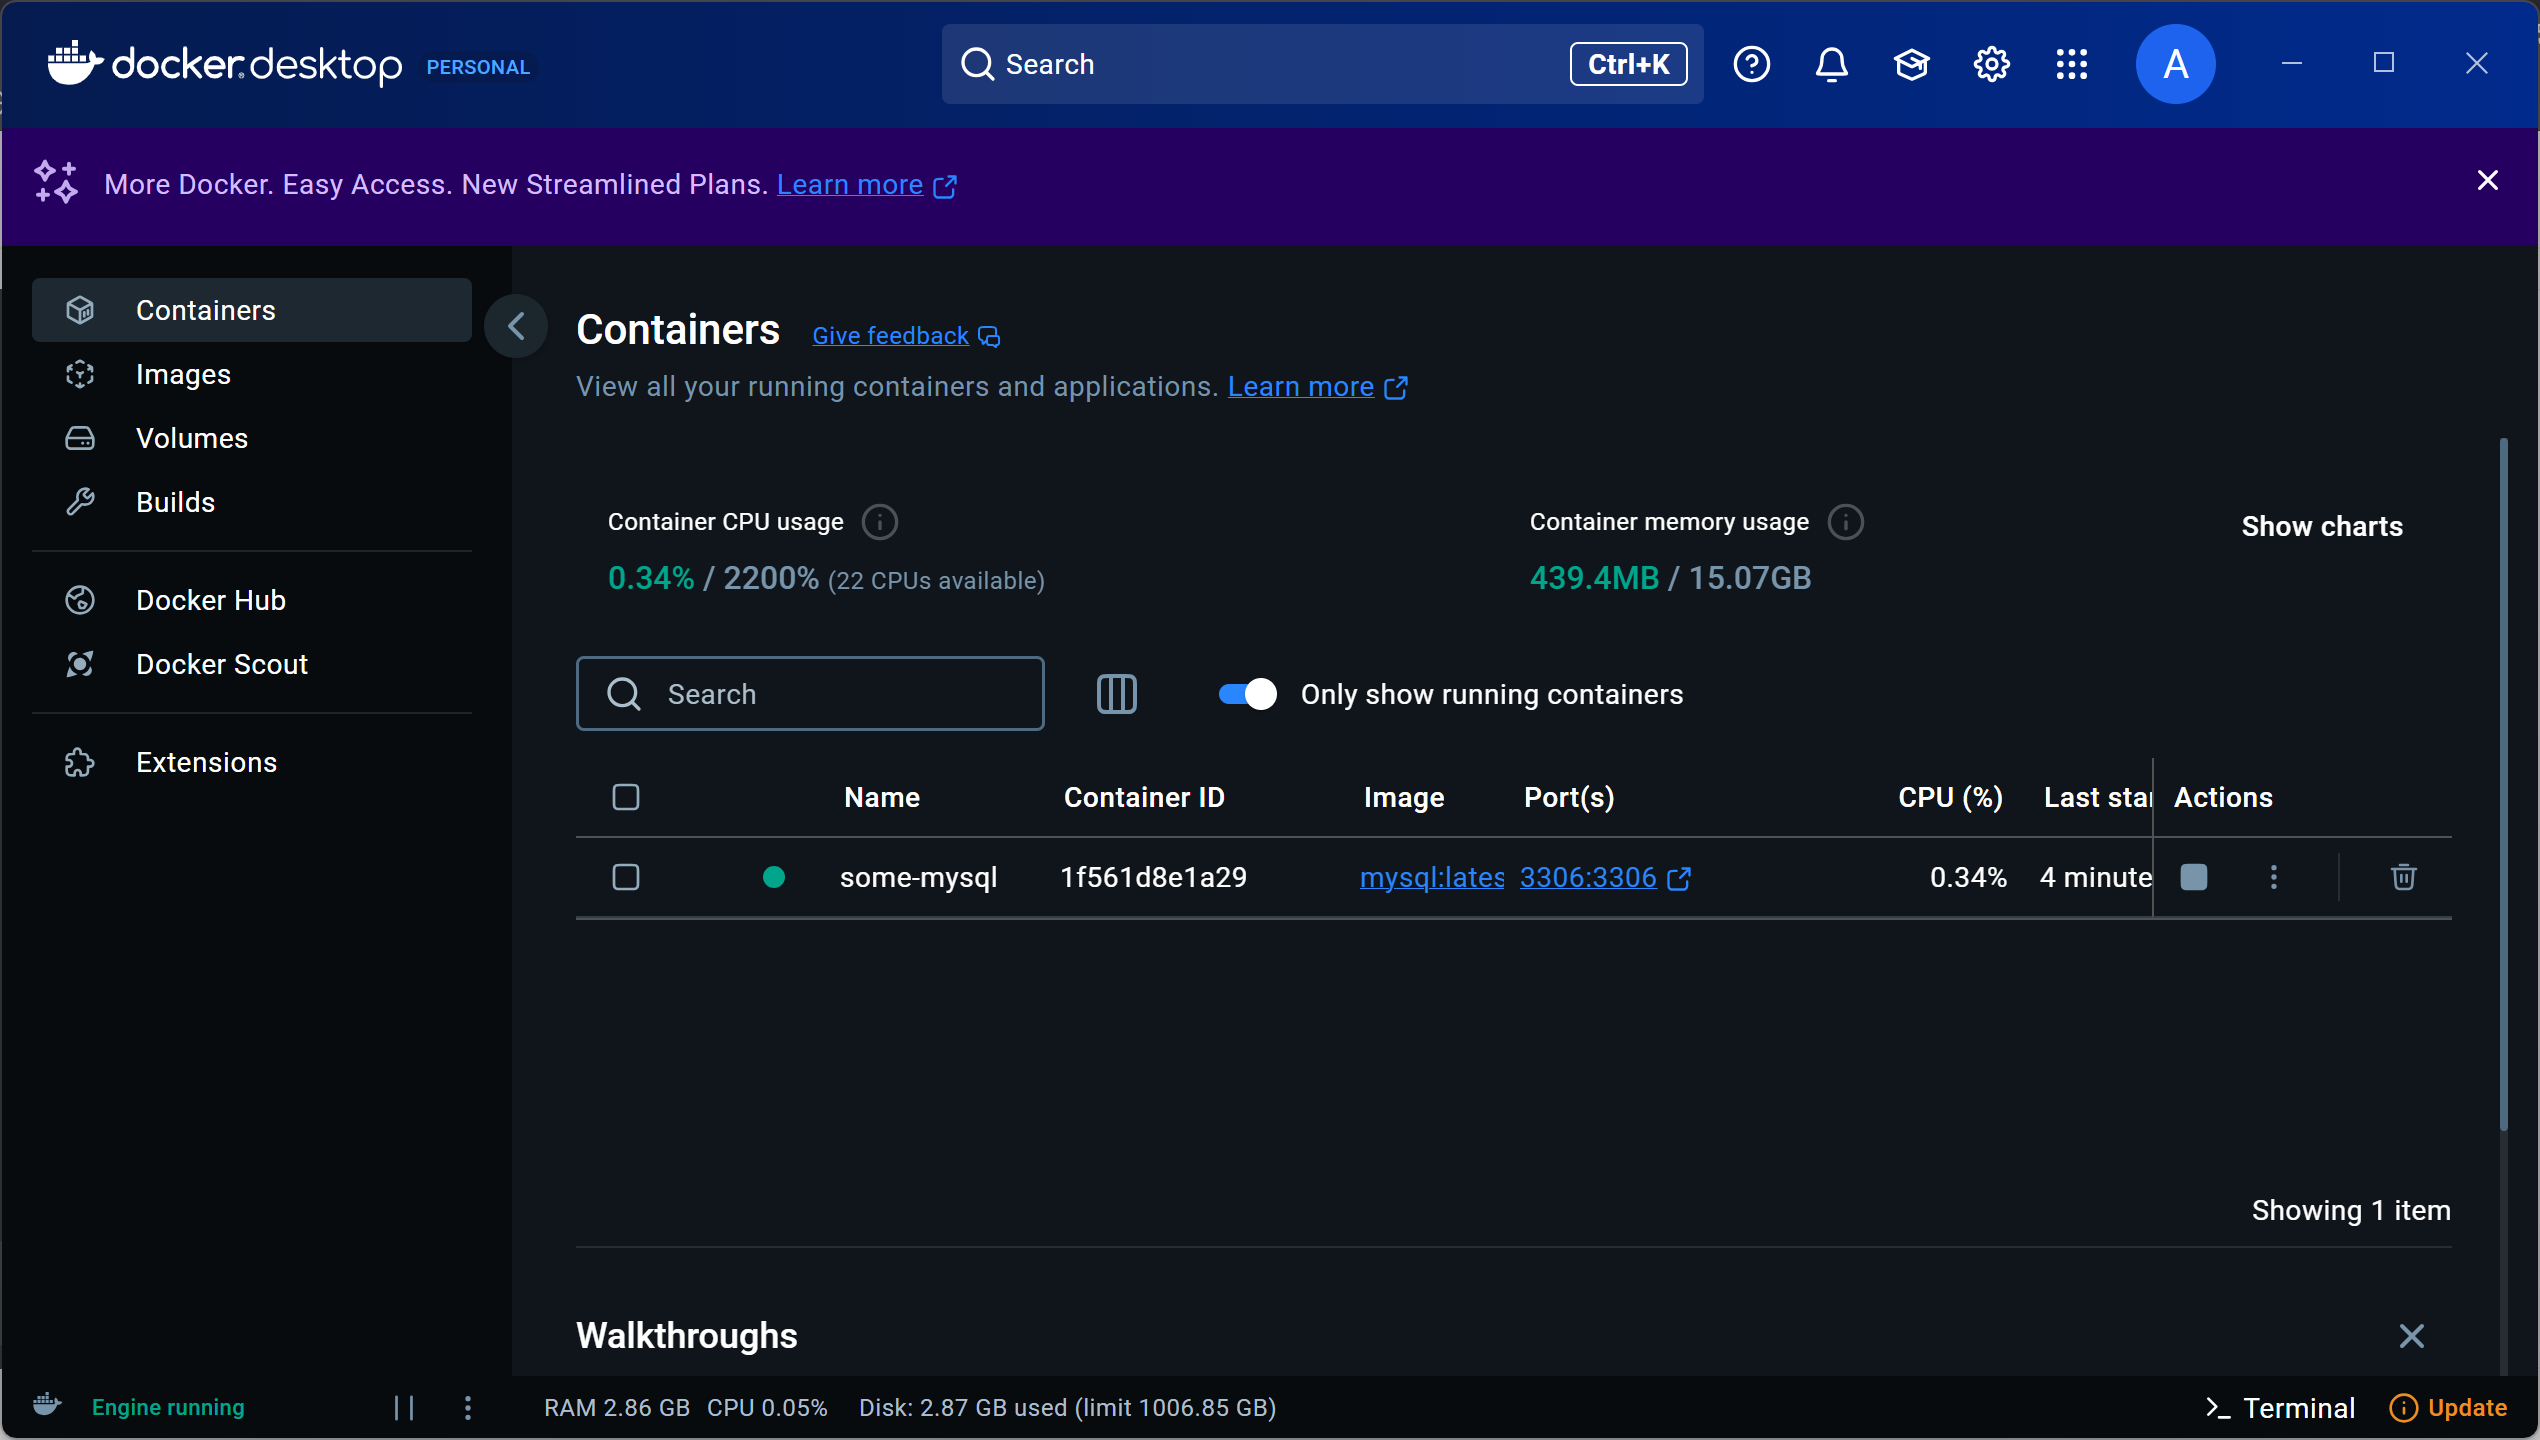 docker desktop PERSONAL
Search Ctrl+K
A
More Docker. Easy Access. New Streamlined Plans. Learn more
Containers
Images
Volumes
Builds
Docker Hub
Docker Scout
Extensions
Containers Give feedback
View all your running containers and applications. Learn more
Container CPU usage
0.34% / 2200% (22 CPUs available)
Container memory usage
439.4MB / 15.07GB
Show charts
Search
Only show running containers
Name Container ID Image Port(s) CPU (%) Last star Actions
some-mysql 1f561d8e1a29 mysql:lates 3306:3306 0.34% 4 minute
Showing 1 item
Walkthroughs
Engine running
RAM 2.86 GB CPU 0.05% Disk: 2.87 GB used (limit 1006.85 GB)
Terminal
Update